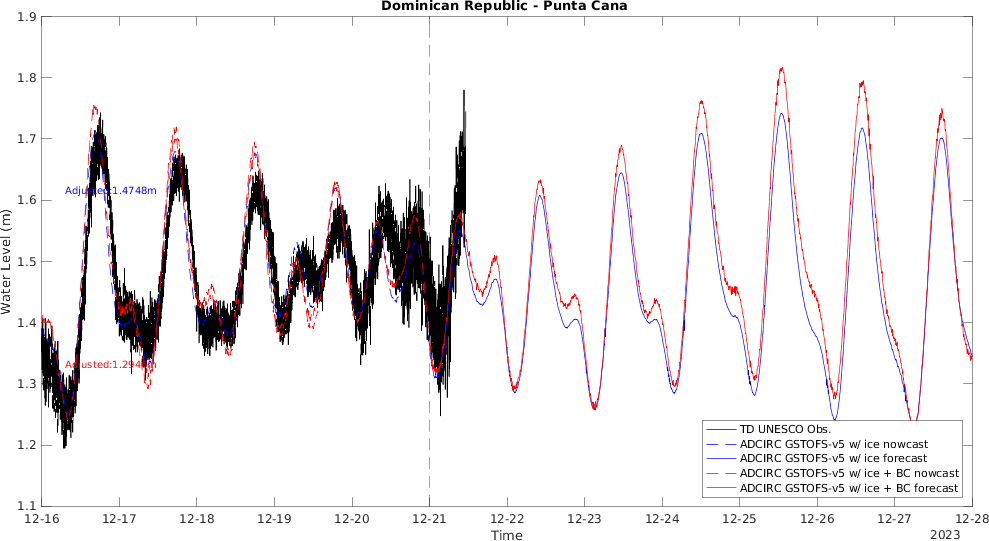 Dominican Republic - Punta Cana
Water Level (m)
1.9
1.8
1.7
1.6
1.5
1.4
1.3
1.2
1.1
Adjusted:1.4748m
12-16
12-17
12-18
12-19
12-20
12-21
12-22
12-23
12-24
12-25
12-26
12-27
12-28
Time
2023
TD UNESCO Obs.
ADCIRC GSTOFS-v5 w/ ice nowcast
ADCIRC GSTOFS-v5 w/ ice forecast
ADCIRC GSTOFS-v5 w/ ice + BC nowcast
ADCIRC GSTOFS-v5 w/ ice + BC forecast